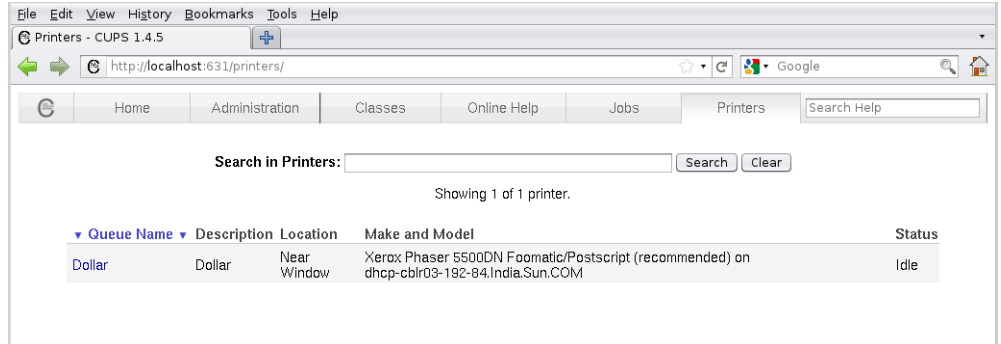 File Edit View History Bookmarks Tools Help
Printers - CUPS 1.4.5
http://localhost:631/printers/ Google
Home Administration Classes Online Help Jobs Printers Search Help
Search in Printers: Search Clear
Showing 1 of 1 printer.
▼ Queue Name ▼ Description Location Make and Model Status
Dollar Dollar Near Window Xerox Phaser 5500DN Foomatic/Postscript (recommended) on Idle
dhcp-cblr03-192-84.India.Sun.COM